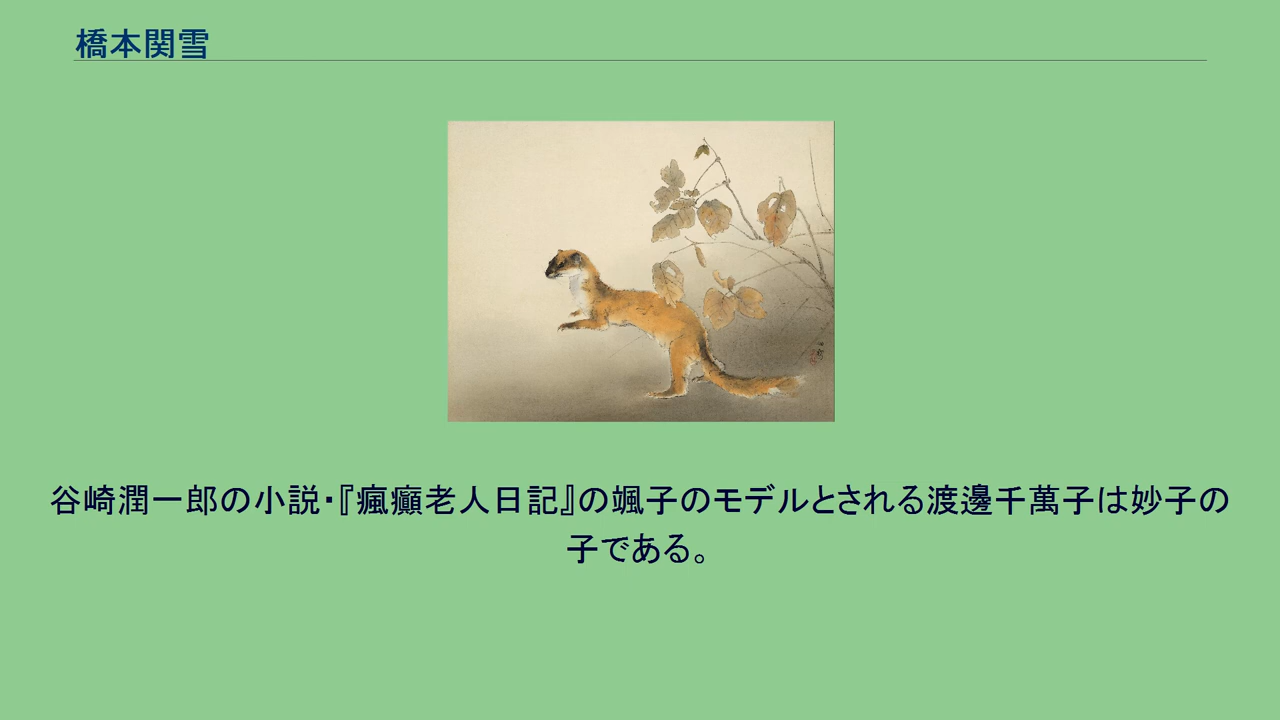 橋本関雪
谷崎潤一郎の小説・『瘋癲老人日記』の颯子のモデルとされる渡邊千萬子は妙子の
子である。